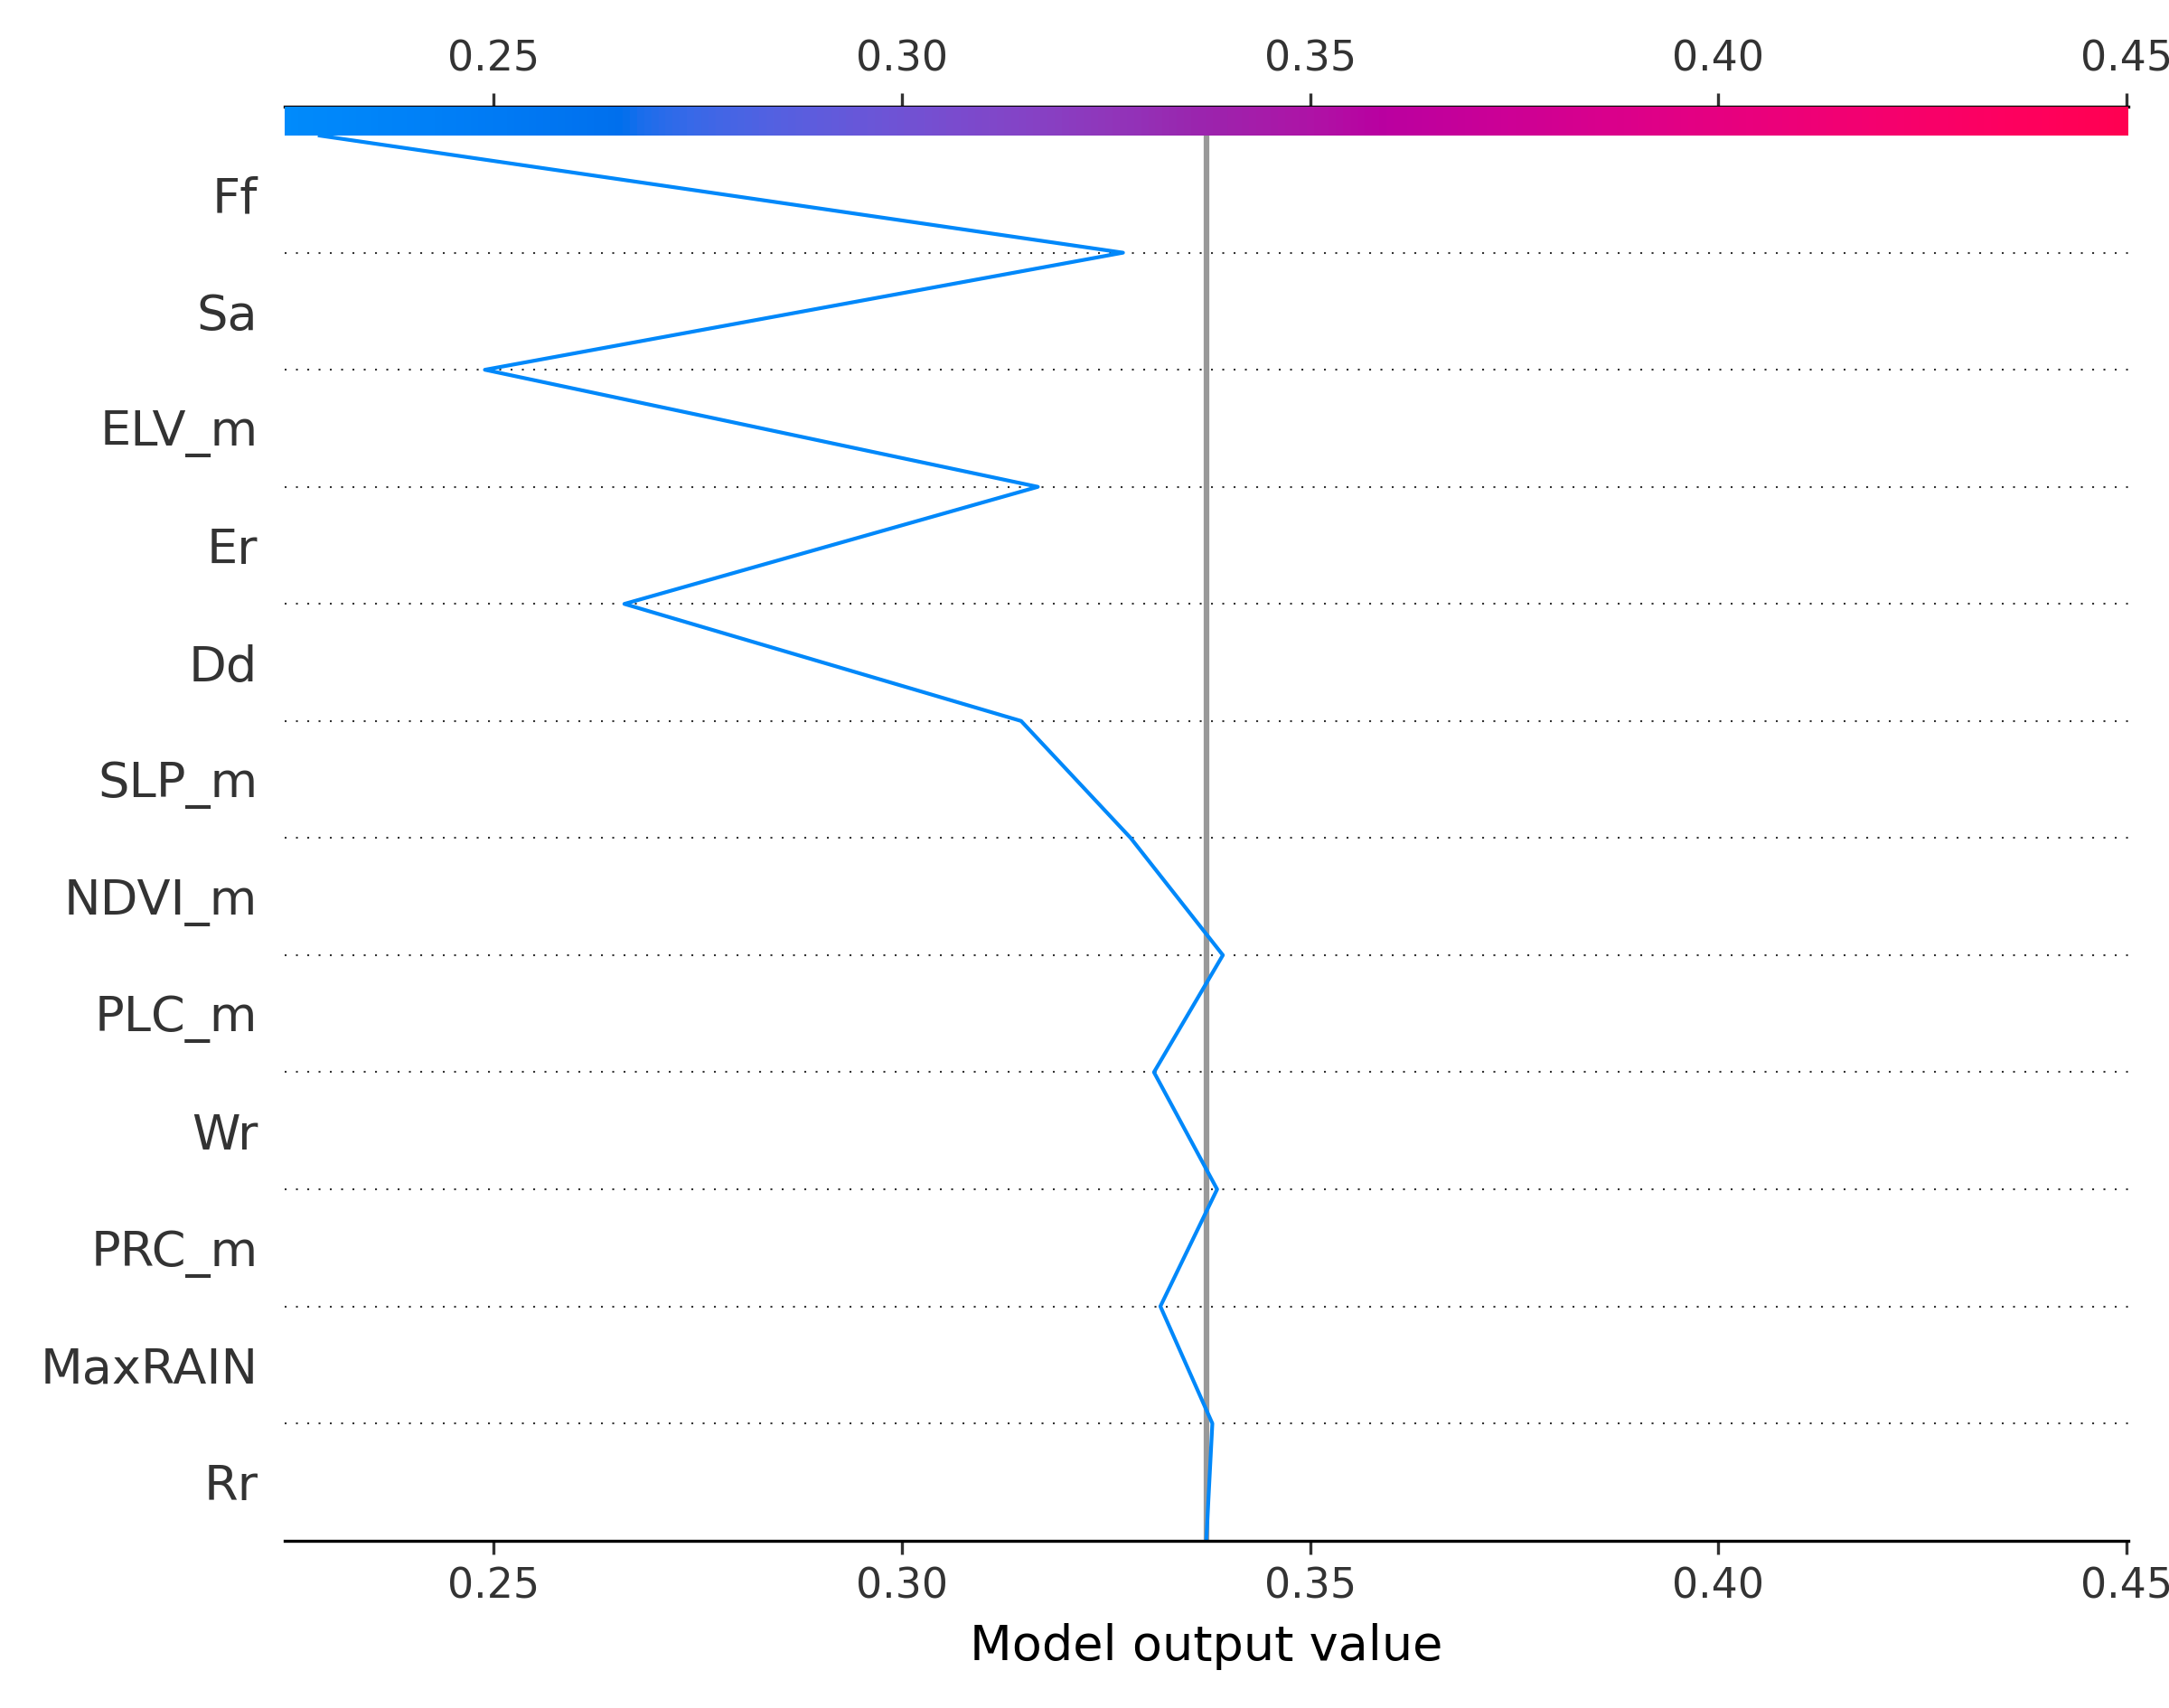 0.25 0.30 0.35 0.40 0.45
Ff
Sa
ELV_m
Er
Dd
SLP_m
NDVI_m
PLC_m
Wr
PRC_m
MaxRAIN
Rr
0.25 0.30 0.35 0.40 0.45
Model output value